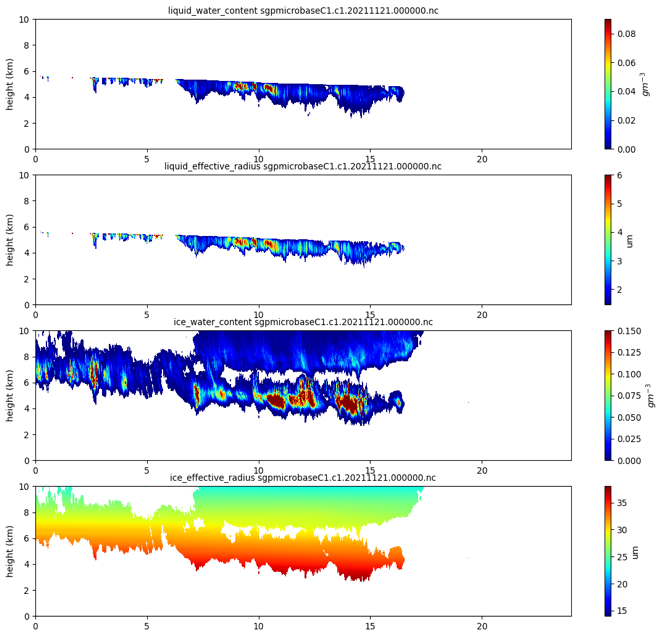 liquid_water_content sgpmicrobaseC1.c1.20211121.000000.nc
10
8
6
4
2
0
height (km)
0 5 10 15 20
0.08
0.06
0.04
0.02
0.00
gm⁻³
liquid_effective_radius sgpmicrobaseC1.c1.20211121.000000.nc
10
8
6
4
2
0
height (km)
0 5 10 15 20
6
5
4
3
2
um
ice_water_content sgpmicrobaseC1.c1.20211121.000000.nc
10
8
6
4
2
0
height (km)
0 5 10 15 20
0.150
0.125
0.100
0.075
0.050
0.025
0.000
gm⁻³
ice_effective_radius sgpmicrobaseC1.c1.20211121.000000.nc
10
8
6
4
2
0
height (km)
0 5 10 15 20
35
30
25
20
15
um